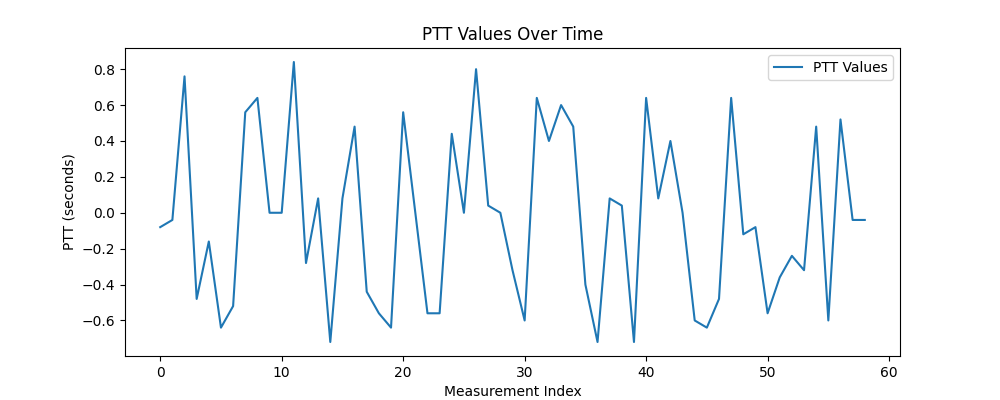 PTT Values Over Time
PTT Values
PTT (seconds)
0.8
0.6
0.4
0.2
0.0
−0.2
−0.4
−0.6
0 10 20 30 40 50 60
Measurement Index